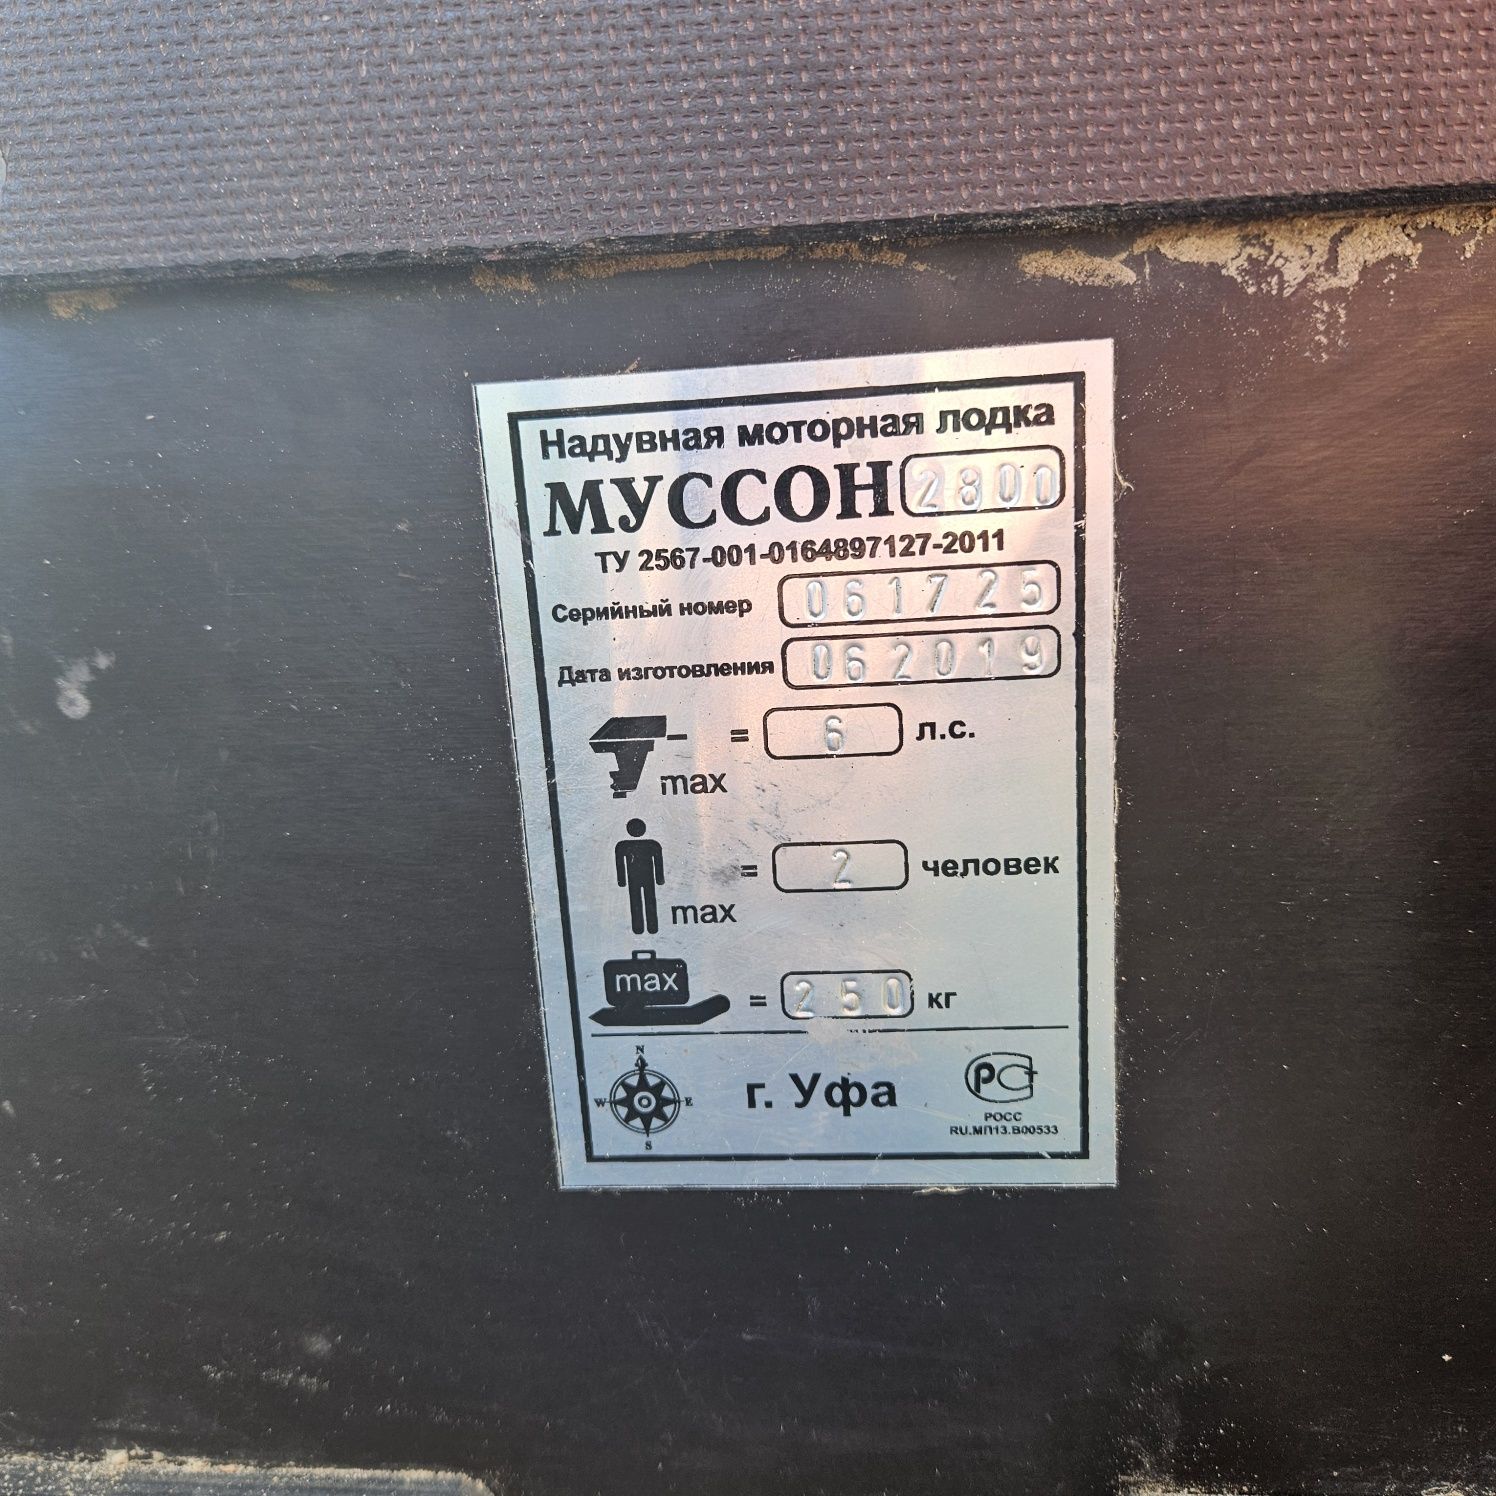 Надувная моторная лодка
МУССОН 2800
ТУ 2567-001-0164897127-2011
Серийный номер 061725
Дата изготовления 062019
max = 6 л.с.
max = 2 человек
max = 250 кг
N
W E
S
г. Уфа
РСТ
РОСС
RU.МП13.В00533